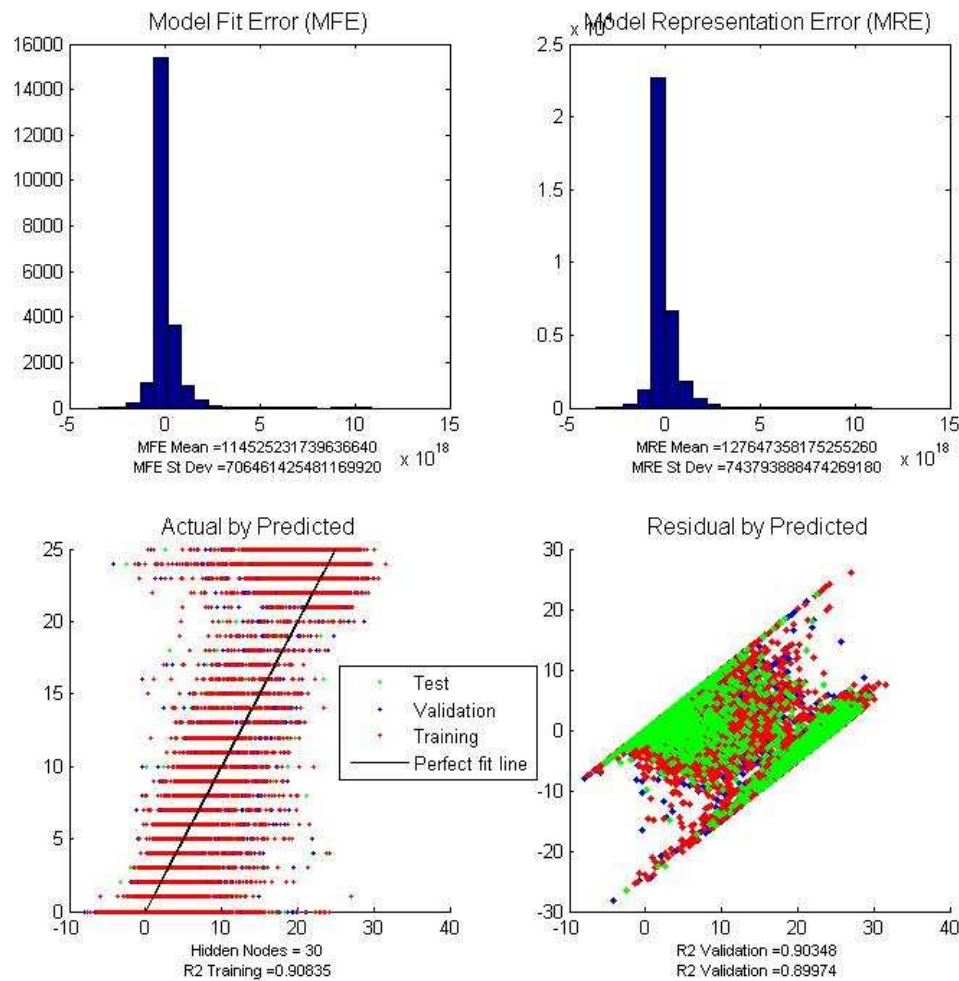 Model Fit Error (MFE)
16000
14000
12000
10000
8000
6000
4000
2000
0
-5 0 5 10 15
x 10^18
MFE Mean =114525231739636640
MFE St Dev =706461425481169920
Model Representation Error (MRE)
x 10^4
2.5
2
1.5
1
0.5
0
-5 0 5 10 15
x 10^18
MRE Mean =127647358175255260
MRE St Dev =743793888474269180
Actual by Predicted
25
20
15
10
5
0
-10 0 10 20 30 40
Hidden Nodes = 30
R2 Training =0.90835
Test
Validation
Training
Perfect fit line
Residual by Predicted
30
20
10
0
-10
-20
-30
-10 0 10 20 30 40
R2 Validation =0.90348
R2 Validation =0.89974